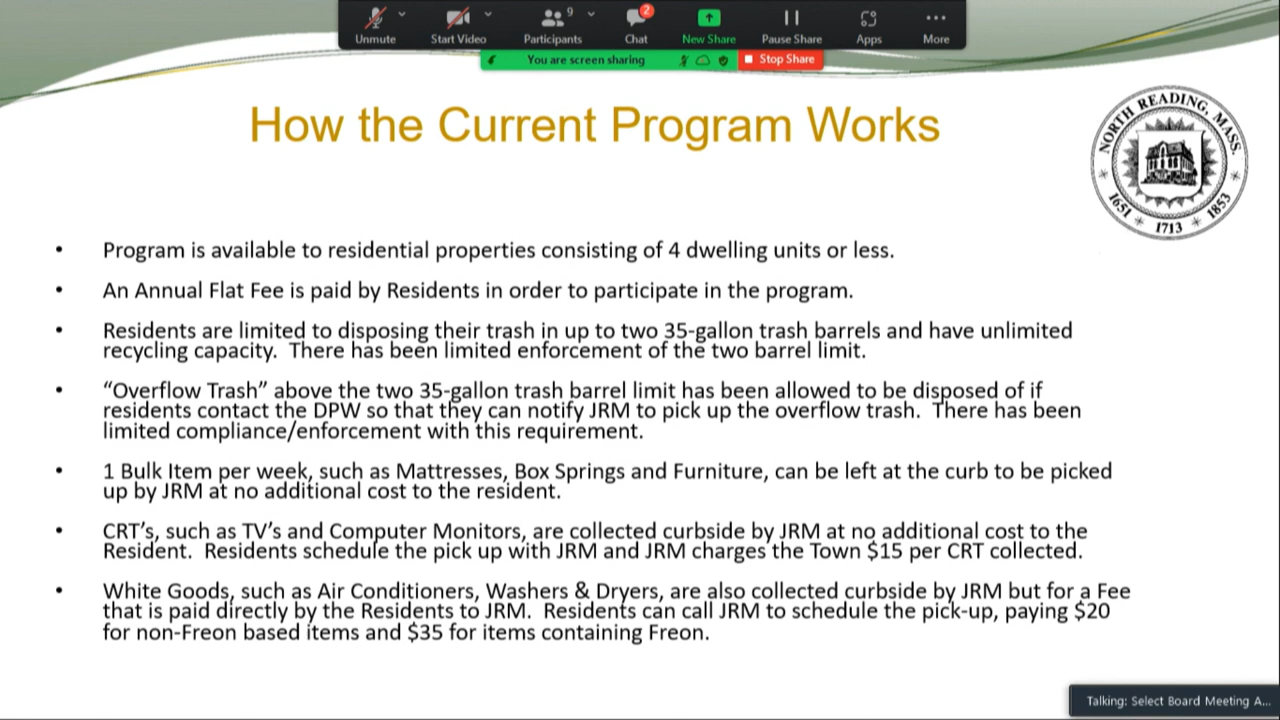 9
2
Unmute
Start Video
Participants
Chat
New Share
Pause Share
Apps
More
You are screen sharing
Stop Share
How the Current Program Works
NORTH READING, MASS.
1651 1713 1853
• Program is available to residential properties consisting of 4 dwelling units or less.
• An Annual Flat Fee is paid by Residents in order to participate in the program.
• Residents are limited to disposing their trash in up to two 35-gallon trash barrels and have unlimited
recycling capacity. There has been limited enforcement of the two barrel limit.
• “Overflow Trash” above the two 35-gallon trash barrel limit has been allowed to be disposed of if
residents contact the DPW so that they can notify JRM to pick up the overflow trash. There has been
limited compliance/enforcement with this requirement.
• 1 Bulk Item per week, such as Mattresses, Box Springs and Furniture, can be left at the curb to be picked
up by JRM at no additional cost to the resident.
• CRT’s, such as TV’s and Computer Monitors, are collected curbside by JRM at no additional cost to the
Resident. Residents schedule the pick up with JRM and JRM charges the Town $15 per CRT collected.
• White Goods, such as Air Conditioners, Washers & Dryers, are also collected curbside by JRM but for a Fee
that is paid directly by the Residents to JRM. Residents can call JRM to schedule the pick-up, paying $20
for non-Freon based items and $35 for items containing Freon.
Talking: Select Board Meeting A...